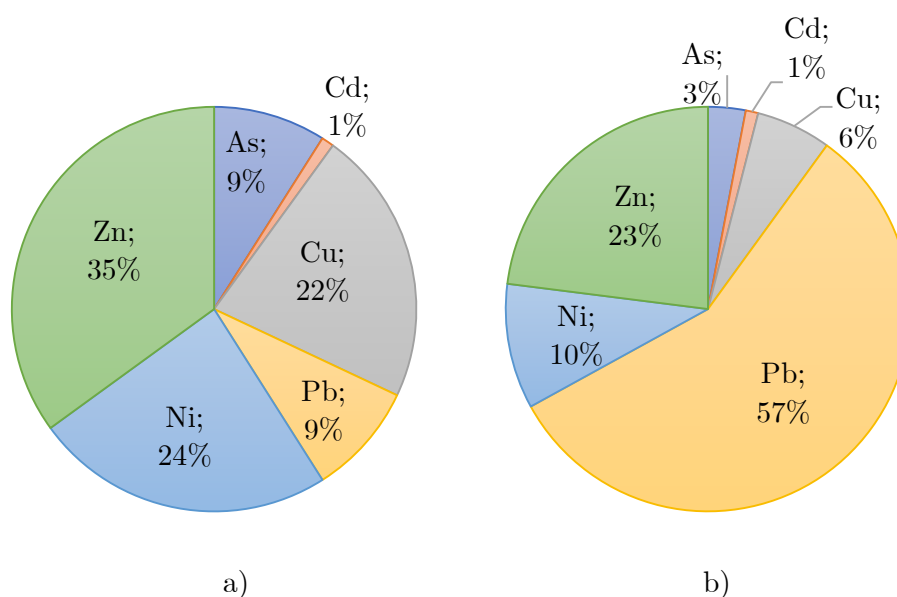 Cd;
1%
As;
9%
Zn;
35%
Cu;
22%
Pb;
9%
Ni;
24%
a)
Cd;
1%
As;
3%
Cu;
6%
Zn;
23%
Ni;
10%
Pb;
57%
b)